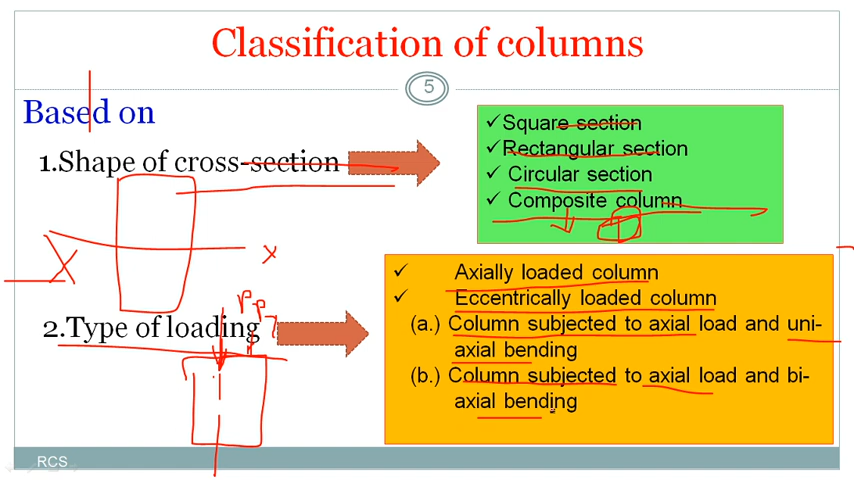 Classification of columns
5
Based on
1.Shape of cross-section
✓Square section
✓Rectangular section
✓ Circular section
✓ Composite column
X
x
P
P
2.Type of loading
✓ Axially loaded column
✓ Eccentrically loaded column
(a.) Column subjected to axial load and uni-
axial bending
(b.) Column subjected to axial load and bi-
axial bending
RCS